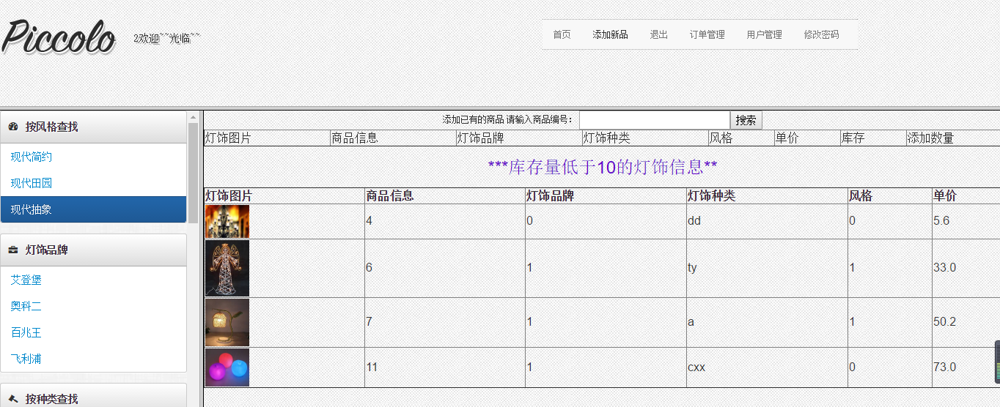 Piccolo 2欢迎~~光临~~ 首页 添加新品 退出 订单管理 用户管理 修改密码
按风格查找
现代简约
现代田园
现代抽象
灯饰品牌
艾登堡
奥科二
百兆王
飞利浦
按种类查找
添加已有的商品 请输入商品编号: 搜索
灯饰图片 商品信息 灯饰品牌 灯饰种类 风格 单价 库存 添加数量
***库存量低于10的灯饰信息**
灯饰图片 商品信息 灯饰品牌 灯饰种类 风格 单价
4 0 dd 0 5.6
6 1 ty 1 33.0
7 1 a 1 50.2
11 1 cxx 0 73.0